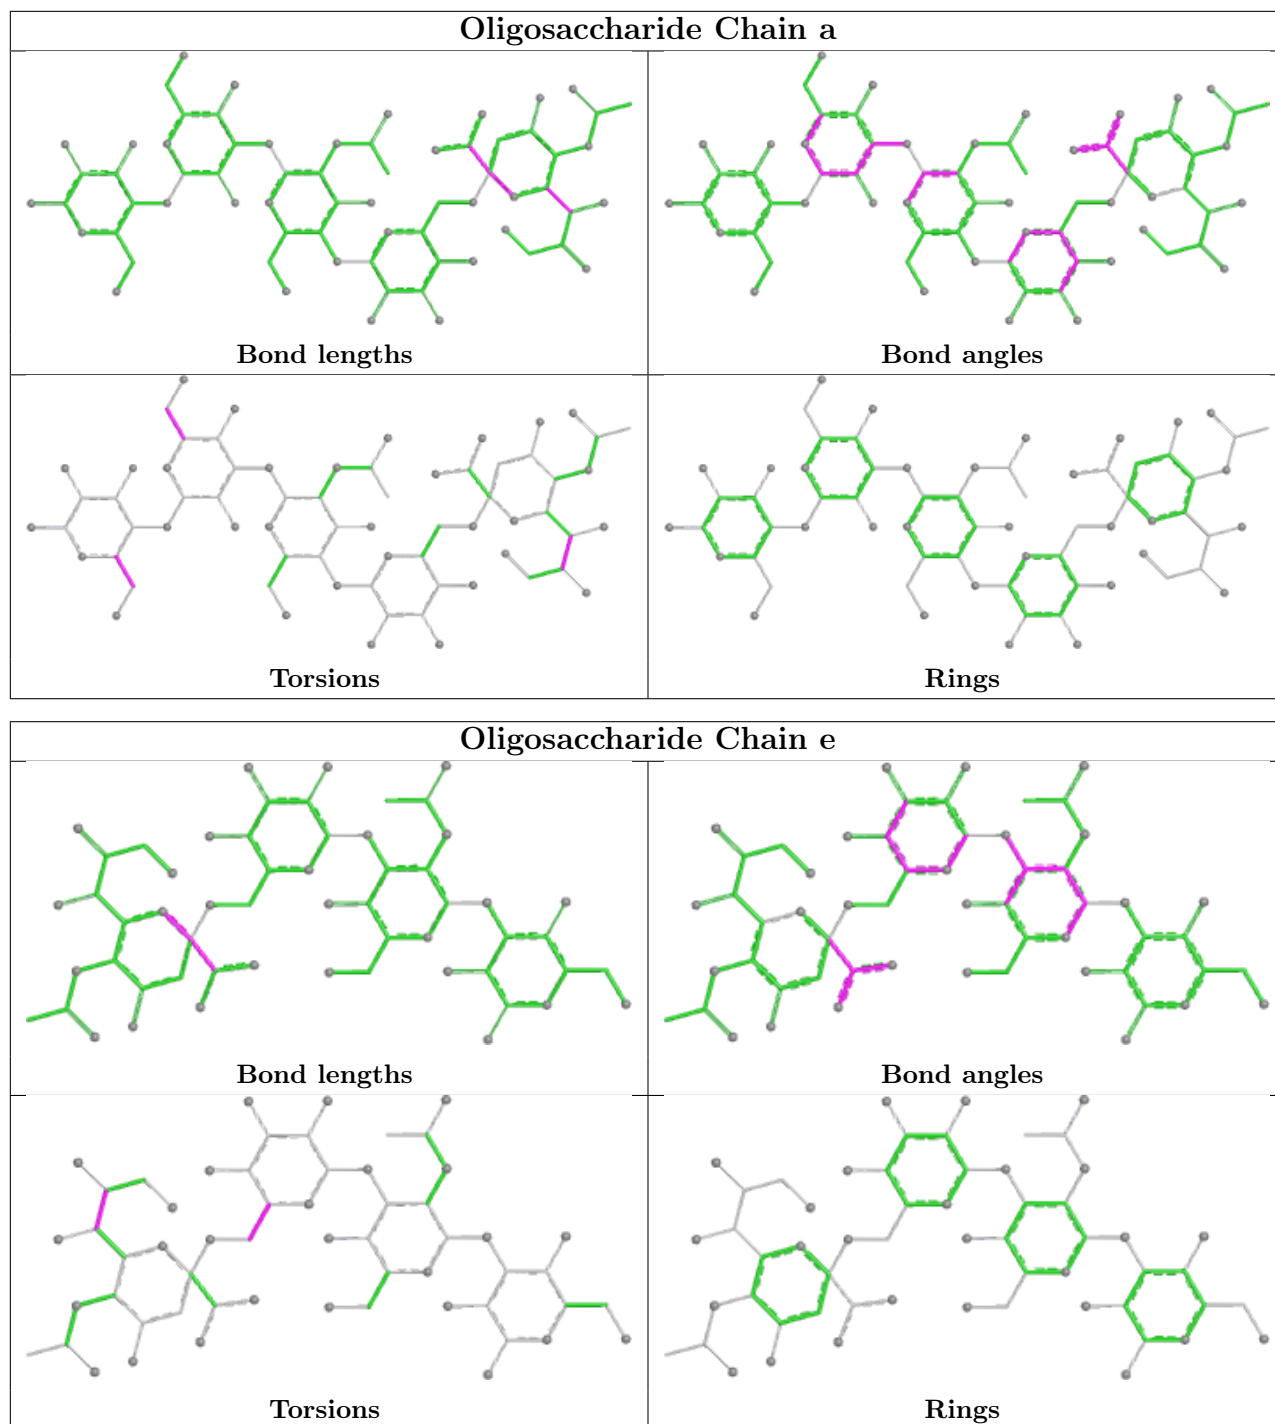 Oligosaccharide Chain a
Bond lengths
Bond angles
Torsions
Rings
Oligosaccharide Chain e
Bond lengths
Bond angles
Torsions
Rings